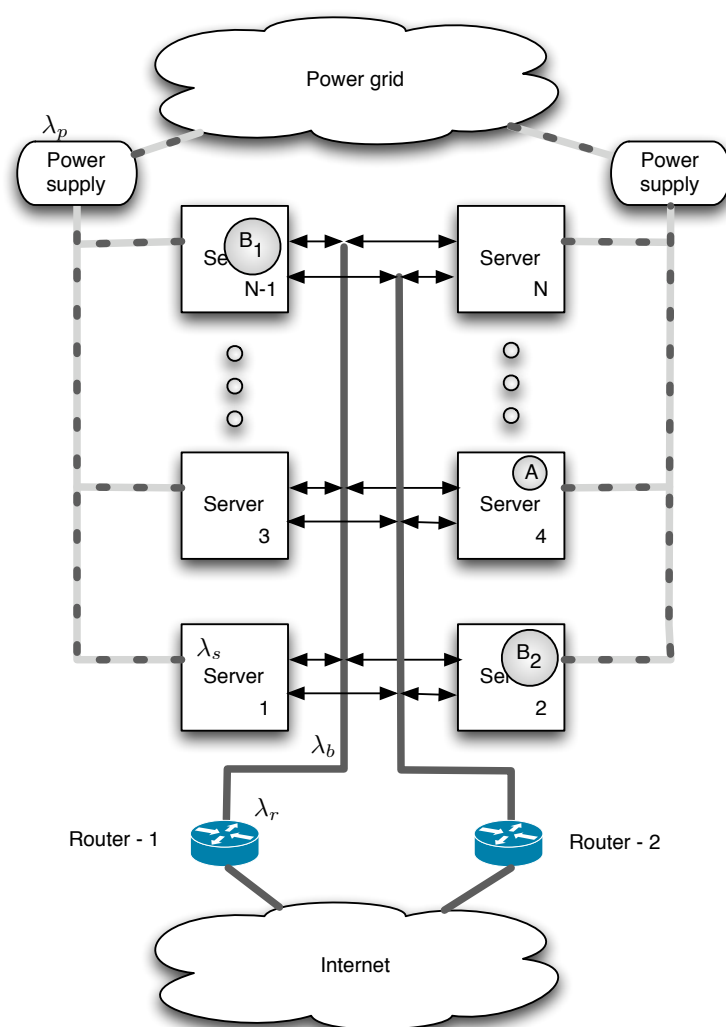 Power grid
λp
Power
supply
Power
supply
B1
Se
N-1
Server
N
Server
3
A
Server
4
λs
Server
1
B2
Ser
2
λb
λr
Router - 1
Router - 2
Internet